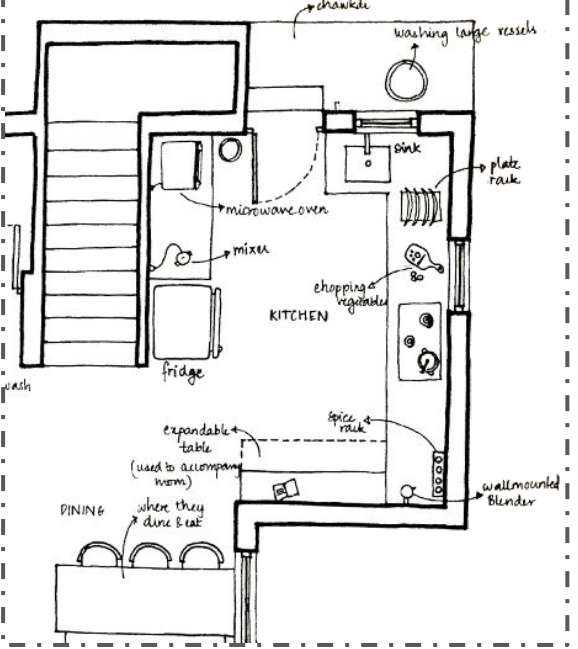 chawkdi
washing large vessels
sink
plate
rack
microwave oven
mixer
chopping
vegetables
KITCHEN
fridge
wash
spice
rack
expandable
table
(used to accompany
mom)
wallmounted
Blender
DINING
where they
dine & eat